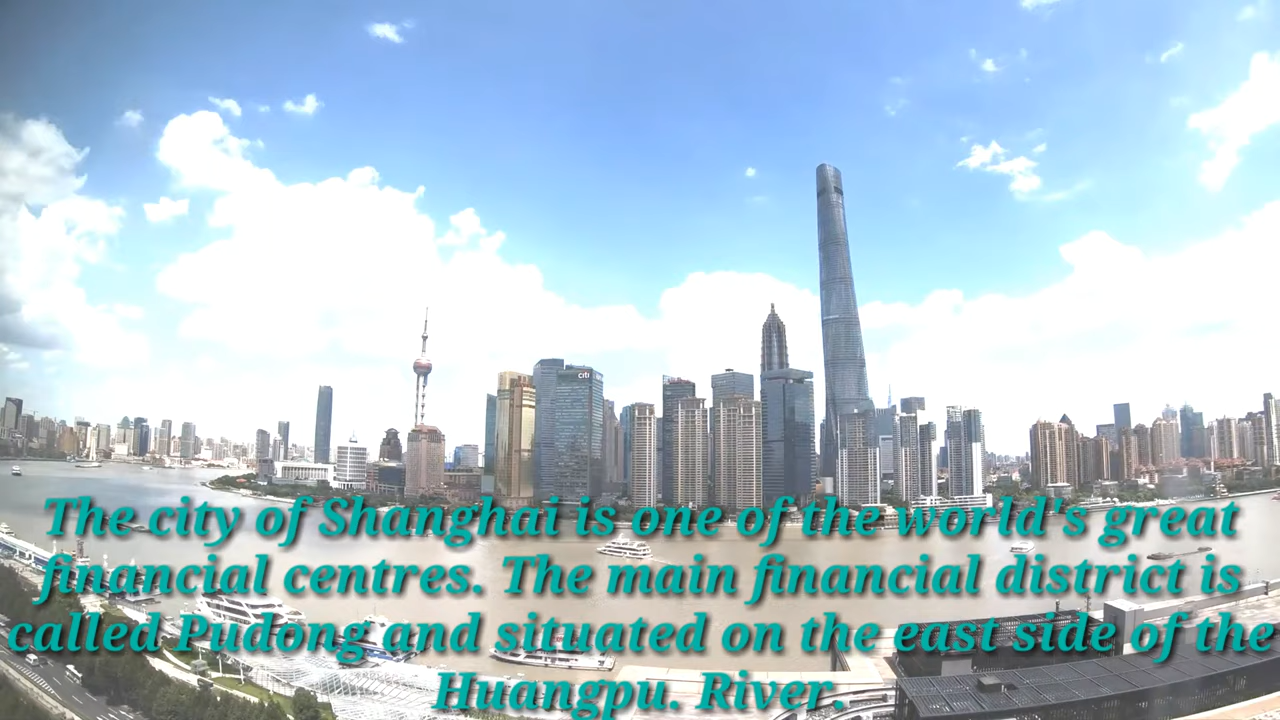 citi
The city of Shanghai is one of the world's great
financial centres. The main financial district is
called Pudong and situated on the east side of the
Huangpu. River.